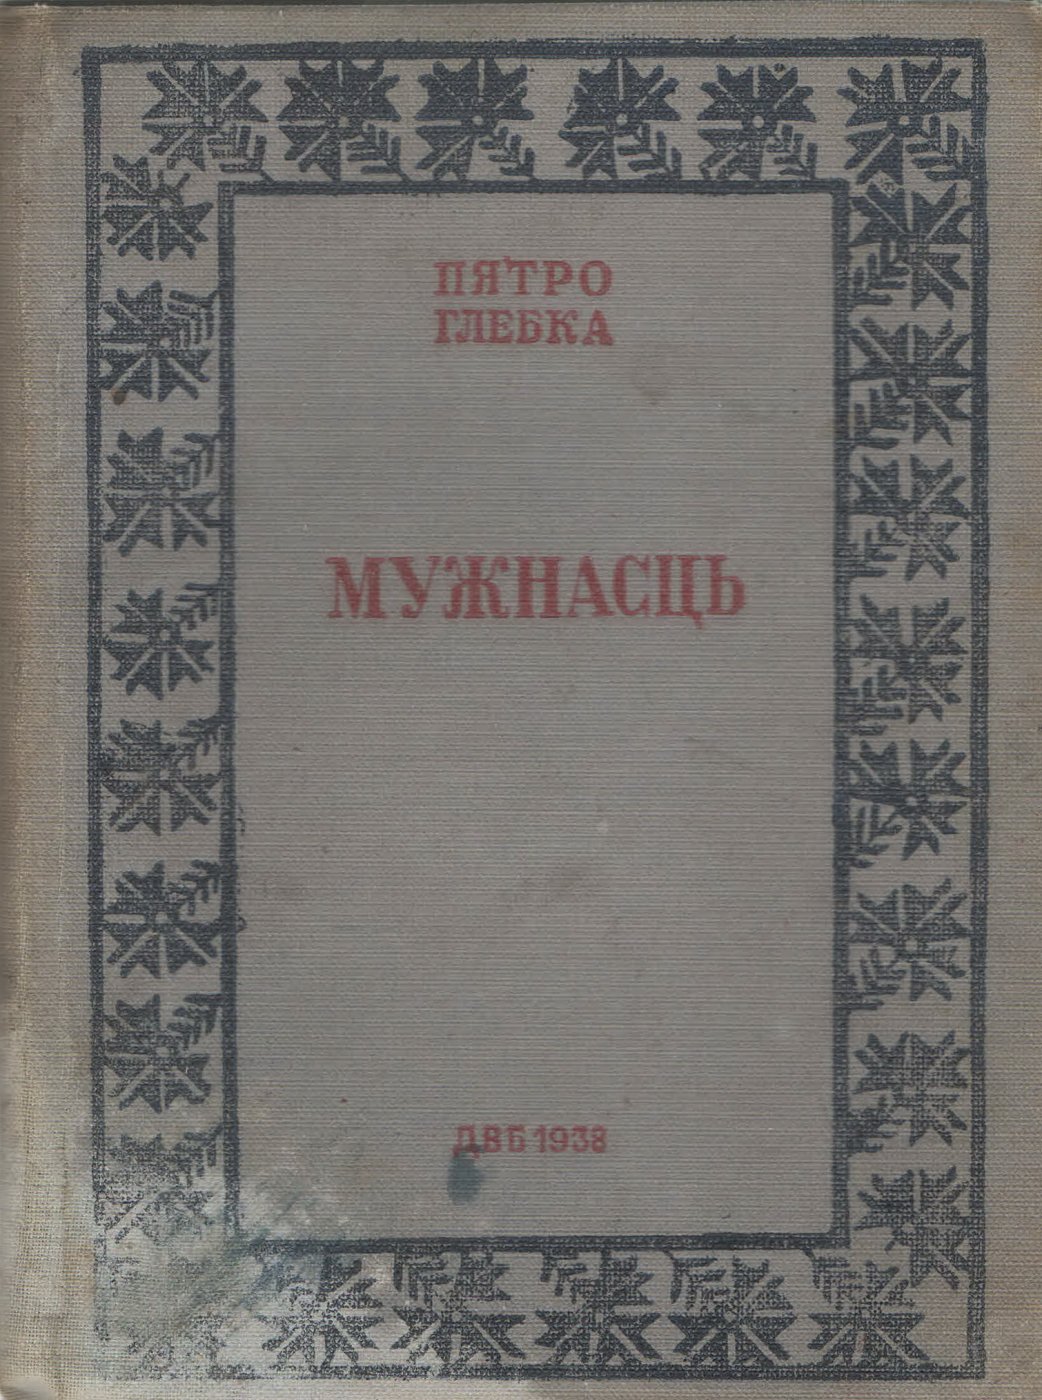 ПЯТРО
ГЛЕБКА
МУЖНАСЦЬ
ДВБ 1938